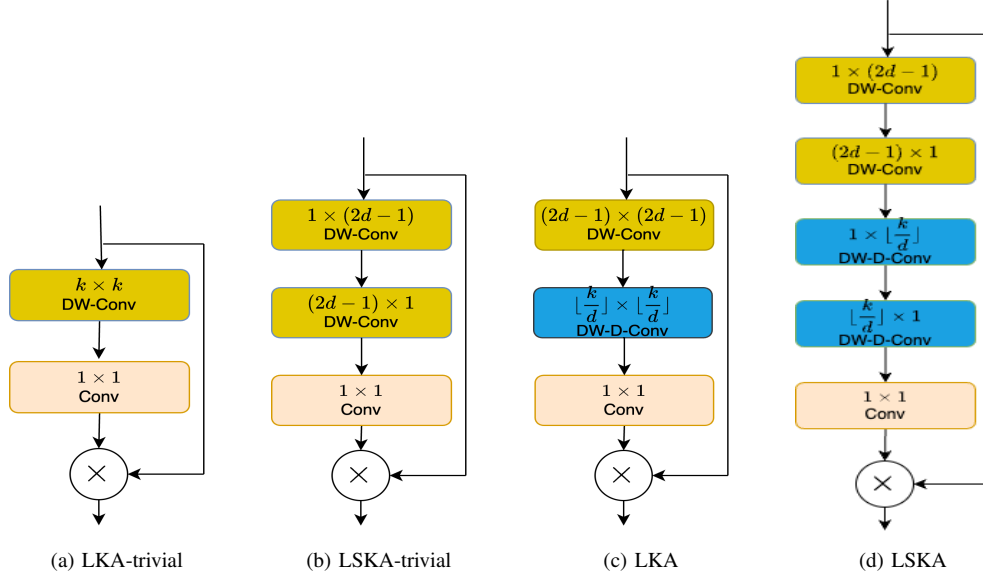 k × k
DW-Conv
1 × 1
Conv
×
(a) LKA-trivial
1 × (2d − 1)
DW-Conv
(2d − 1) × 1
DW-Conv
1 × 1
Conv
×
(b) LSKA-trivial
(2d − 1) × (2d − 1)
DW-Conv
⌊k/d⌋ × ⌊k/d⌋
DW-D-Conv
1 × 1
Conv
×
(c) LKA
1 × (2d − 1)
DW-Conv
(2d − 1) × 1
DW-Conv
1 × ⌊k/d⌋
DW-D-Conv
⌊k/d⌋ × 1
DW-D-Conv
1 × 1
Conv
×
(d) LSKA